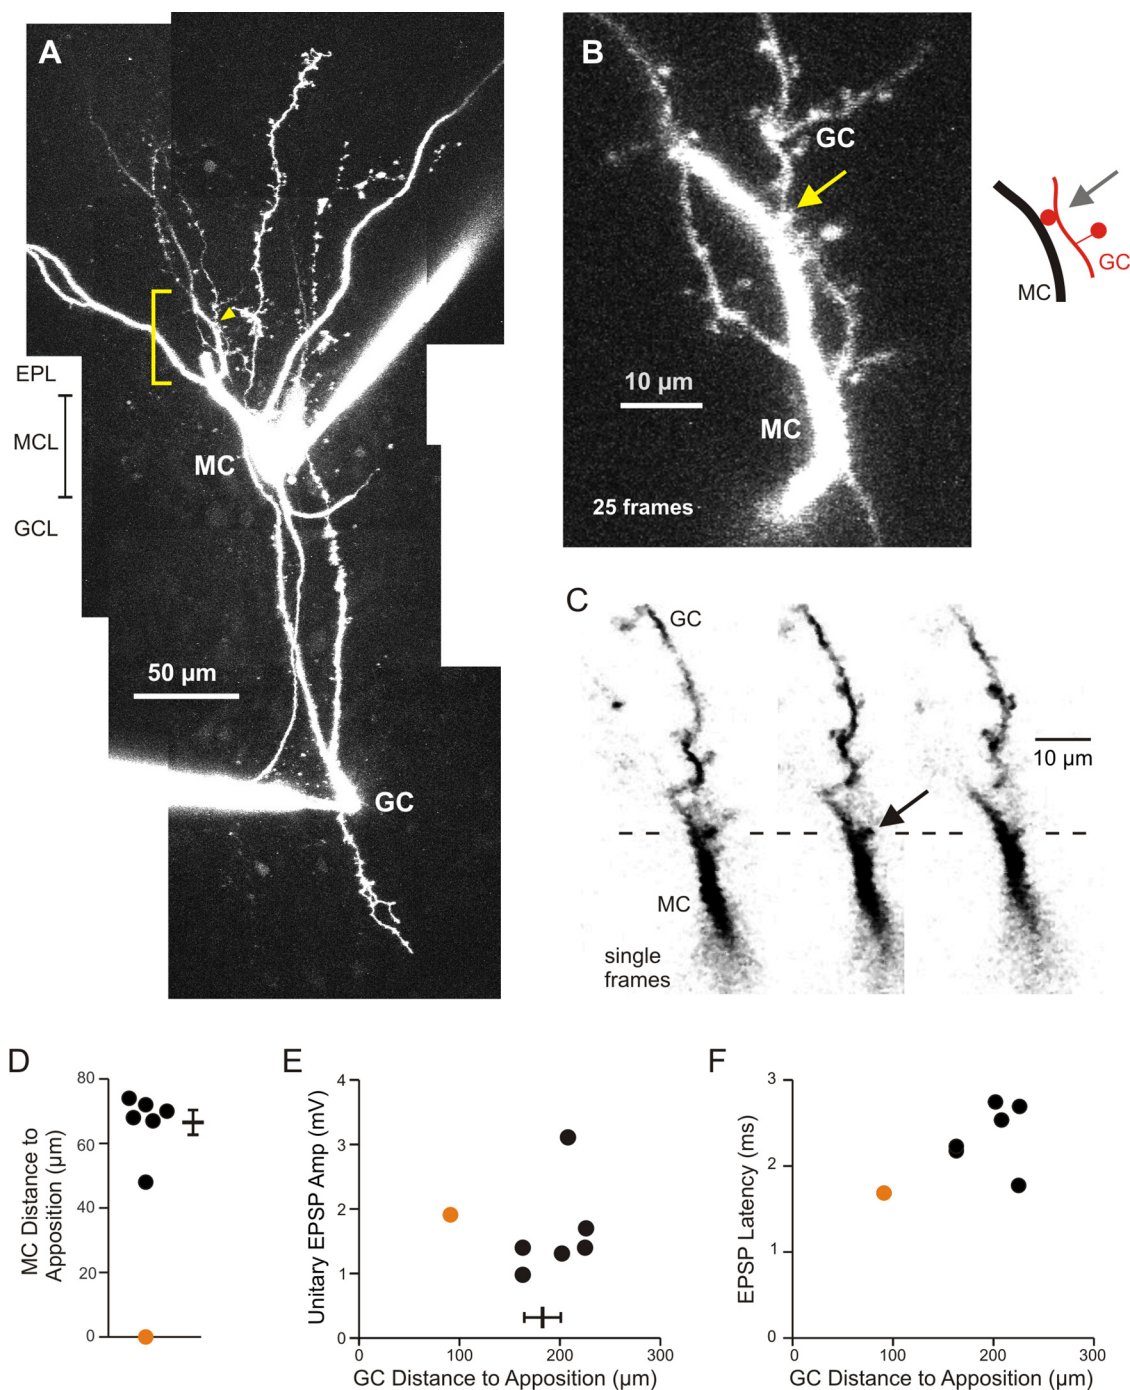 A
EPL
MCL
GCL
MC
50 µm
GC
B
GC
10 µm
MC
25 frames
MC
GC
C
GC
10 µm
MC
single
frames
D
MC Distance to
Apposition (µm)
80
60
40
20
0
E
Unitary EPSP Amp (mV)
4
3
2
1
0
0 100 200 300
GC Distance to Apposition (µm)
F
EPSP Latency (ms)
3
2
1
0
0 100 200 300
GC Distance to Apposition (µm)